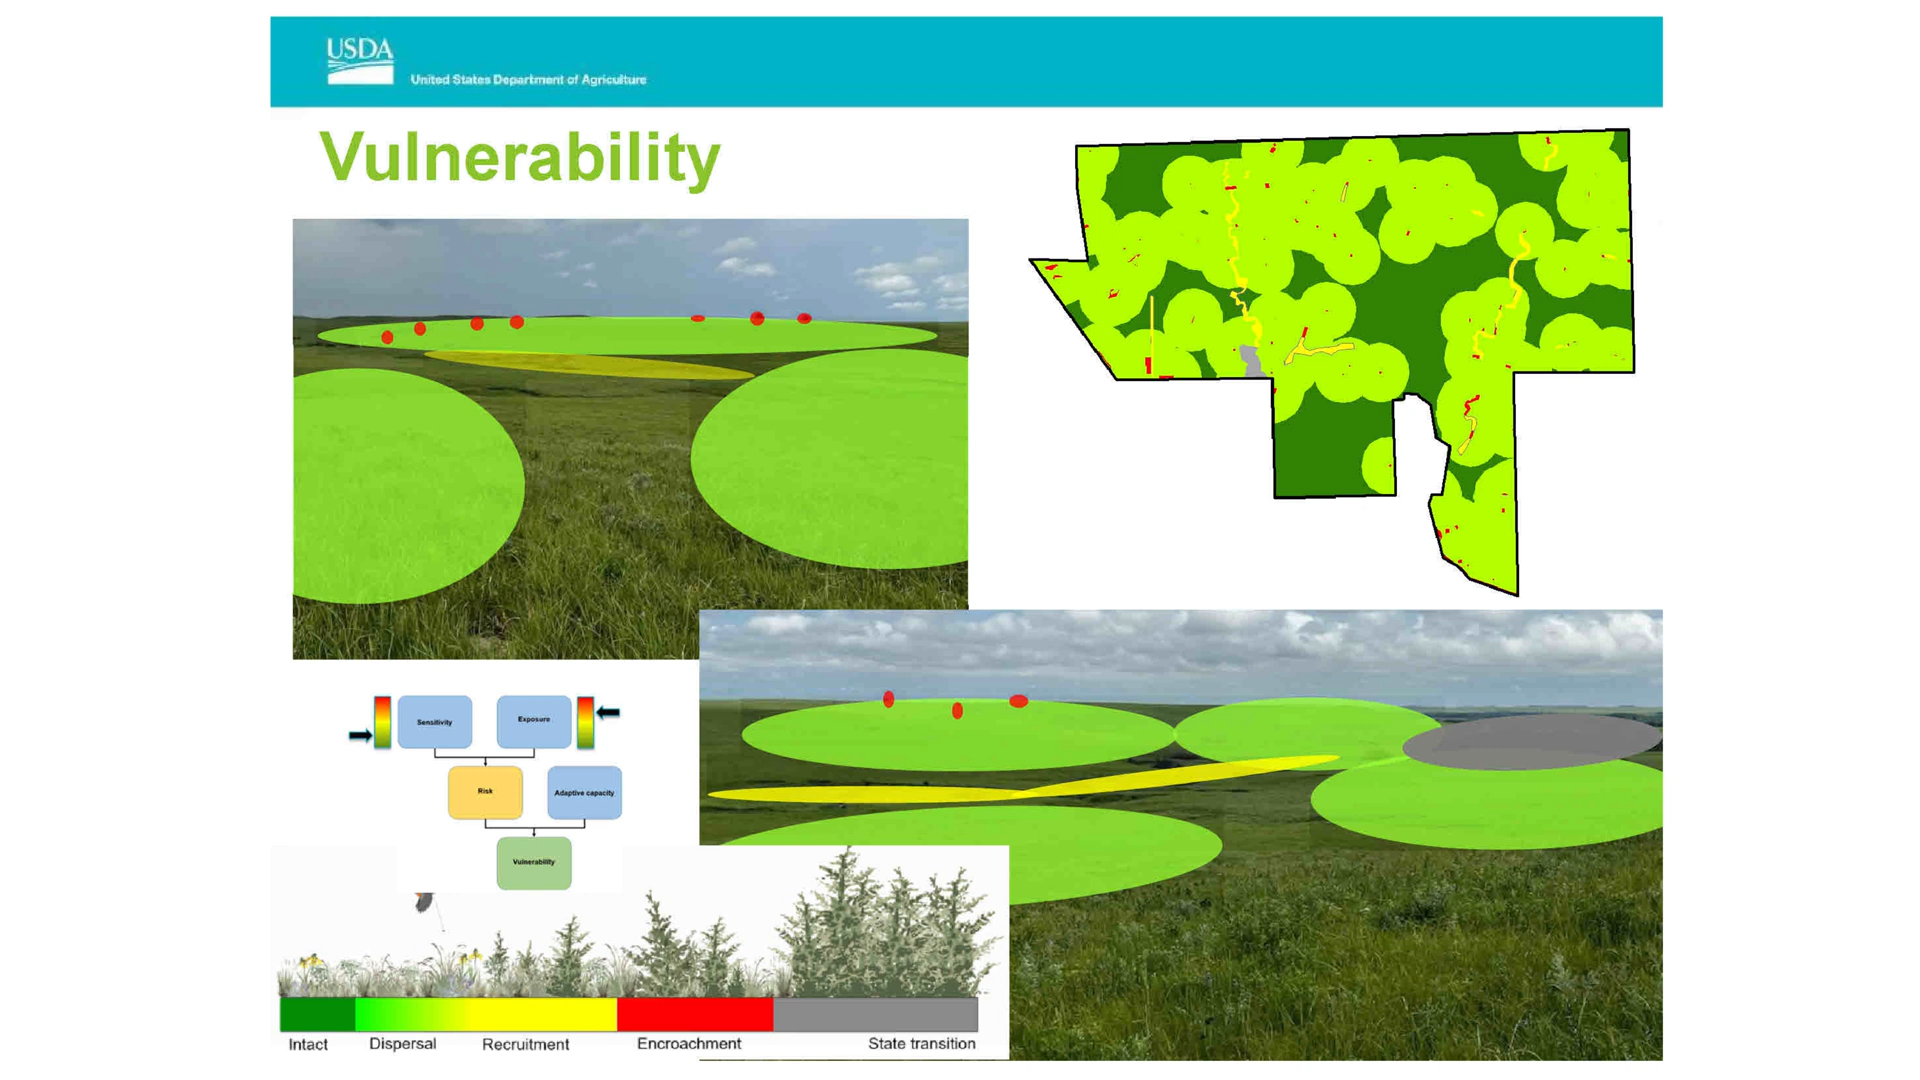 USDA
United States Department of Agriculture
Vulnerability
Sensitivity
Exposure
Risk
Adaptive capacity
Vulnerability
Intact
Dispersal
Recruitment
Encroachment
State transition